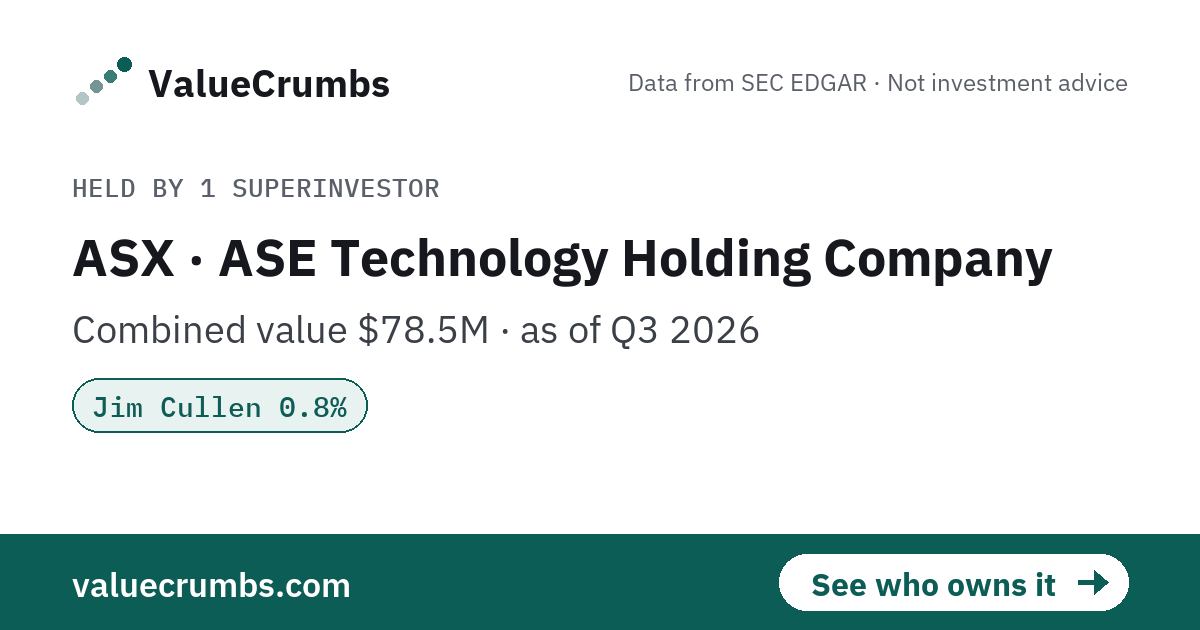 ValueCrumbs
Data from SEC EDGAR · Not investment advice
HELD BY 1 SUPERINVESTOR
ASX · ASE Technology Holding Company
Combined value $78.5M · as of Q3 2026
Jim Cullen 0.8%
valuecrumbs.com
See who owns it